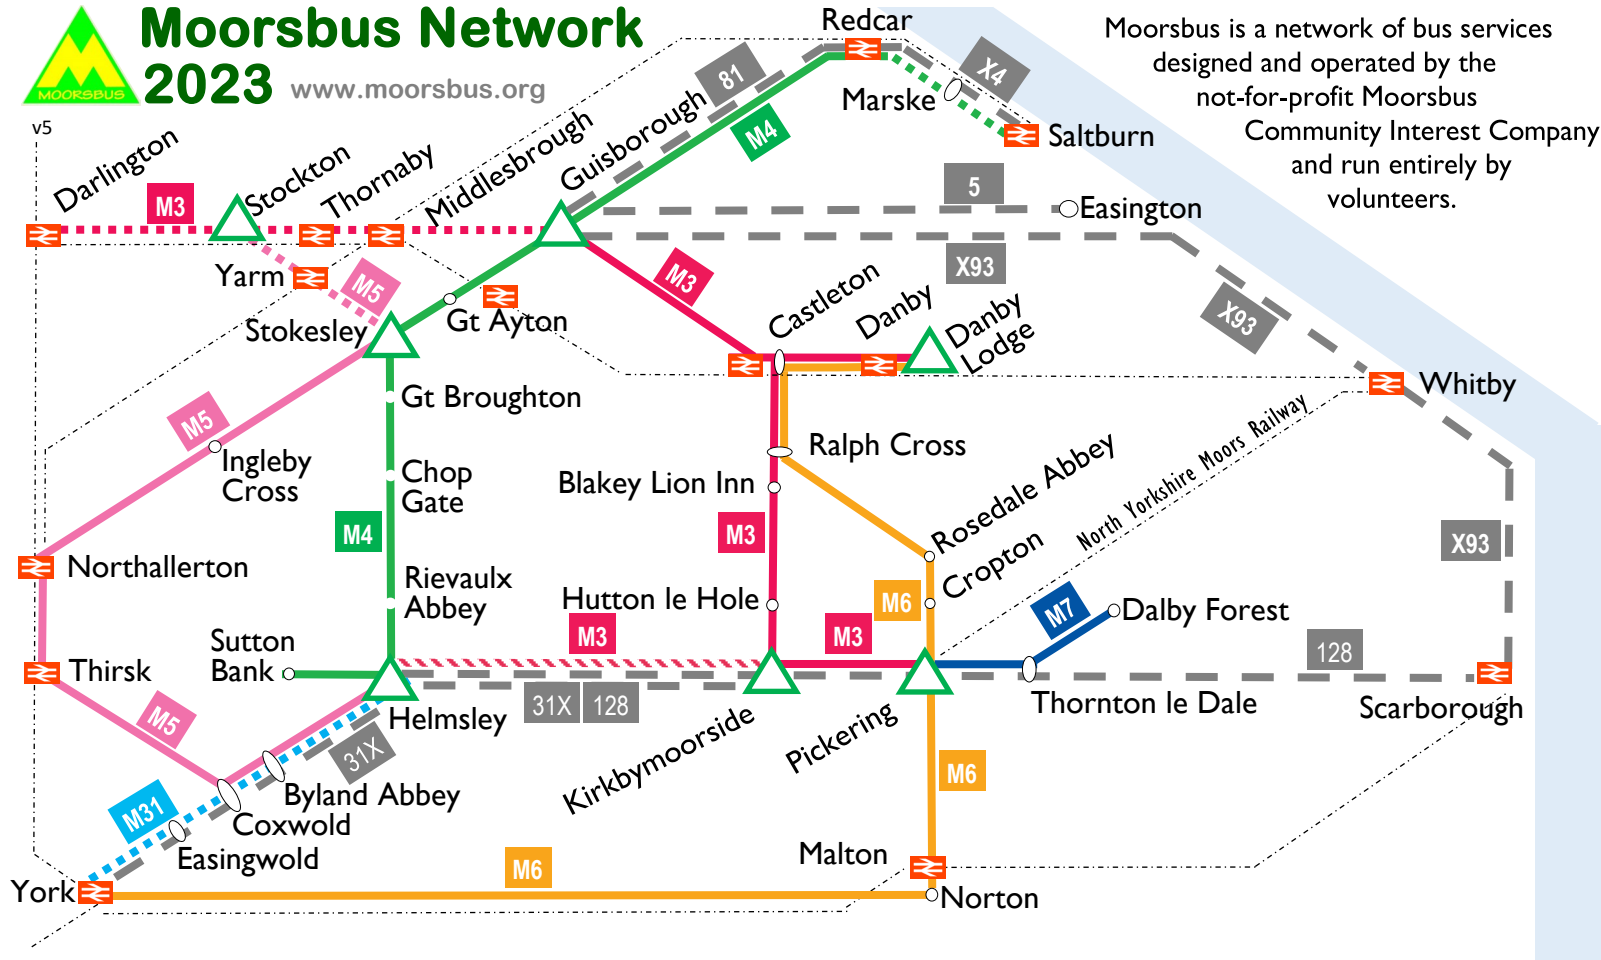 Moorsbus Network
2023 www.moorsbus.org
MOORSBUS
v5
Moorsbus is a network of bus services
designed and operated by the
not-for-profit Moorsbus
Community Interest Company
and run entirely by
volunteers.
Redcar
X4
Marske
Saltburn
81
M4
Darlington
M3
Stockton
Thornaby
Middlesbrough
Guisborough
5
Easington
X93
X93
Yarm
M5
Stokesley
Gt Ayton
M3
Castleton
Danby
Danby
Lodge
Whitby
Gt Broughton
M5
Ingleby
Cross
Chop
Gate
Ralph Cross
Blakey Lion Inn
Rosedale Abbey
North Yorkshire Moors Railway
M4
M3
X93
Northallerton
Rievaulx
Abbey
Hutton le Hole
M6
Cropton
M7
Dalby Forest
Sutton
Bank
M3
M3
128
Thirsk
M5
Helmsley
31X
128
31X
Kirkbymoorside
Pickering
Thornton le Dale
Scarborough
Byland Abbey
M31
Coxwold
Easingwold
M6
Malton
York
M6
Norton